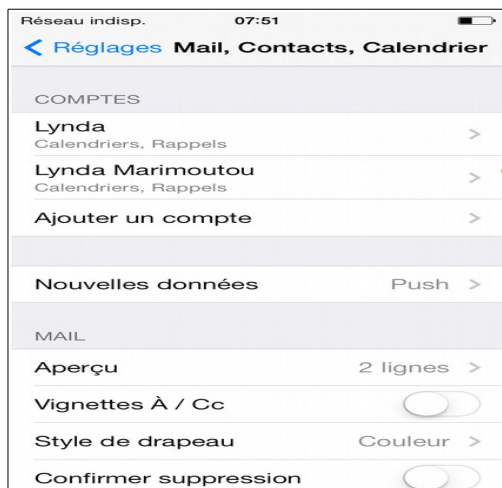 Réseau indisp. 07:51
Réglages Mail, Contacts, Calendrier
COMPTES
Lynda
Calendriers, Rappels
Lynda Marimoutou
Calendriers, Rappels
Ajouter un compte
Nouvelles données Push
MAIL
Aperçu 2 lignes
Vignettes À / Cc
Style de drapeau Couleur
Confirmer suppression